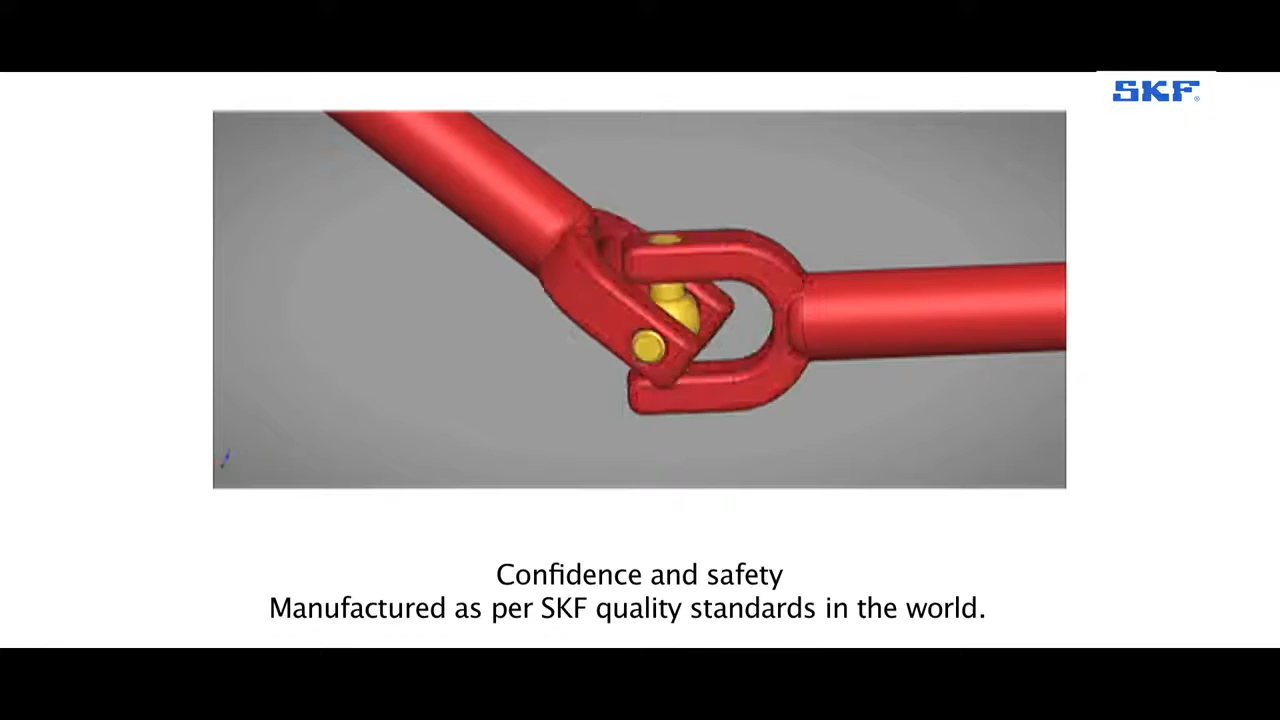 SKF®
Confidence and safety
Manufactured as per SKF quality standards in the world.